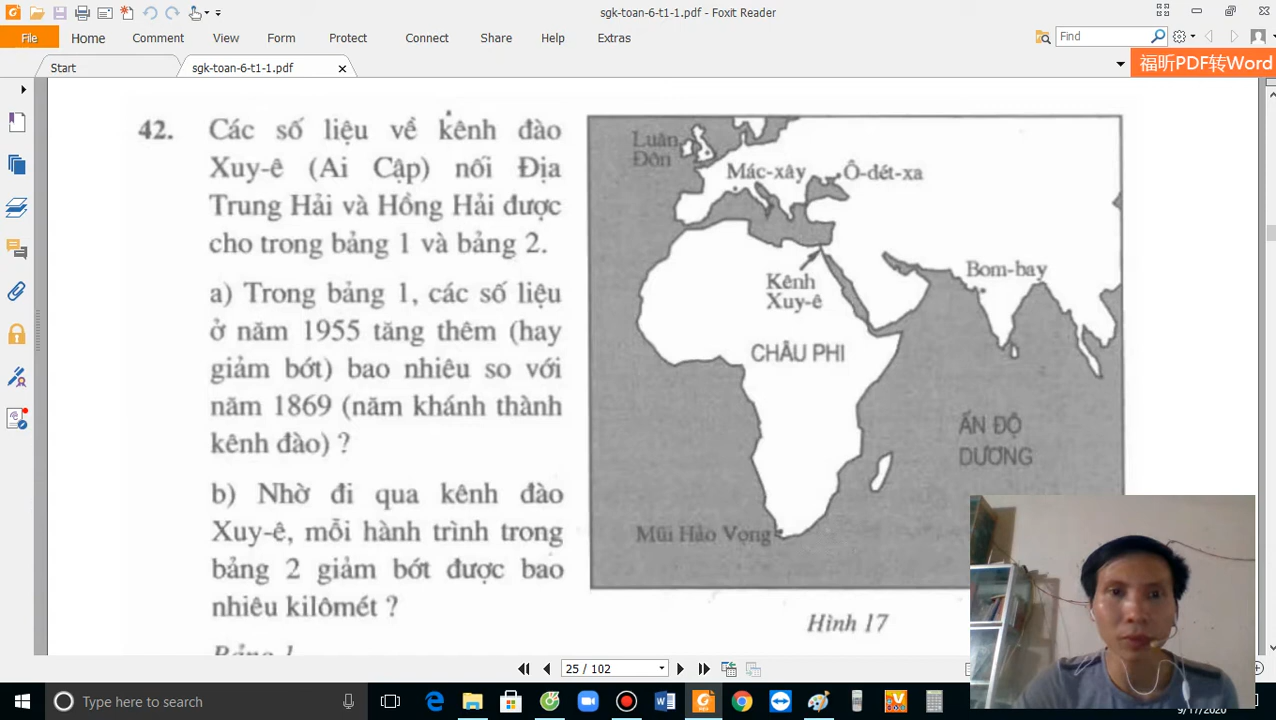 sgk-toan-6-t1-1.pdf - Foxit Reader
File Home Comment View Form Protect Connect Share Help Extras
Find
Start sgk-toan-6-t1-1.pdf
福昕PDF转Word
42. Các số liệu về kênh đào
Xuy-ê (Ai Cập) nối Địa
Trung Hải và Hồng Hải được
cho trong bảng 1 và bảng 2.
a) Trong bảng 1, các số liệu
ở năm 1955 tăng thêm (hay
giảm bớt) bao nhiêu so với
năm 1869 (năm khánh thành
kênh đào) ?
b) Nhờ đi qua kênh đào
Xuy-ê, mỗi hành trình trong
bảng 2 giảm bớt được bao
nhiêu kilômét ?
Bảng 1
Luân
Đôn
Mác-xây
Ô-dét-xa
Bom-bay
Kênh
Xuy-ê
CHÂU PHI
ẤN ĐỘ
DƯƠNG
Mũi Hảo Vọng
Hình 17
25 / 102
Type here to search
9/17/2020